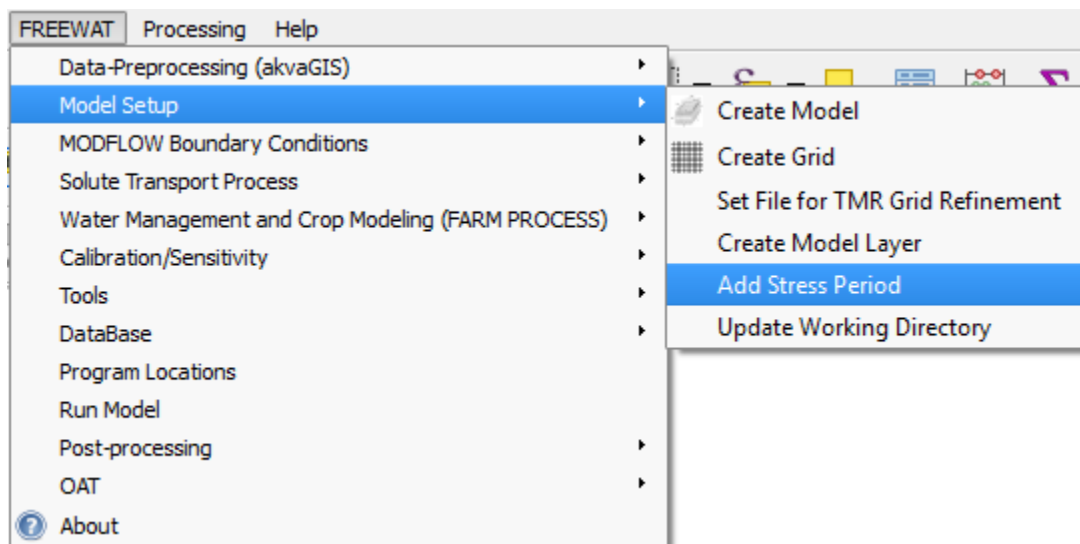 FREEWAT Processing Help
Data-Preprocessing (akvaGIS)
Model Setup
MODFLOW Boundary Conditions
Solute Transport Process
Water Management and Crop Modeling (FARM PROCESS)
Calibration/Sensitivity
Tools
DataBase
Program Locations
Run Model
Post-processing
OAT
About
Create Model
Create Grid
Set File for TMR Grid Refinement
Create Model Layer
Add Stress Period
Update Working Directory